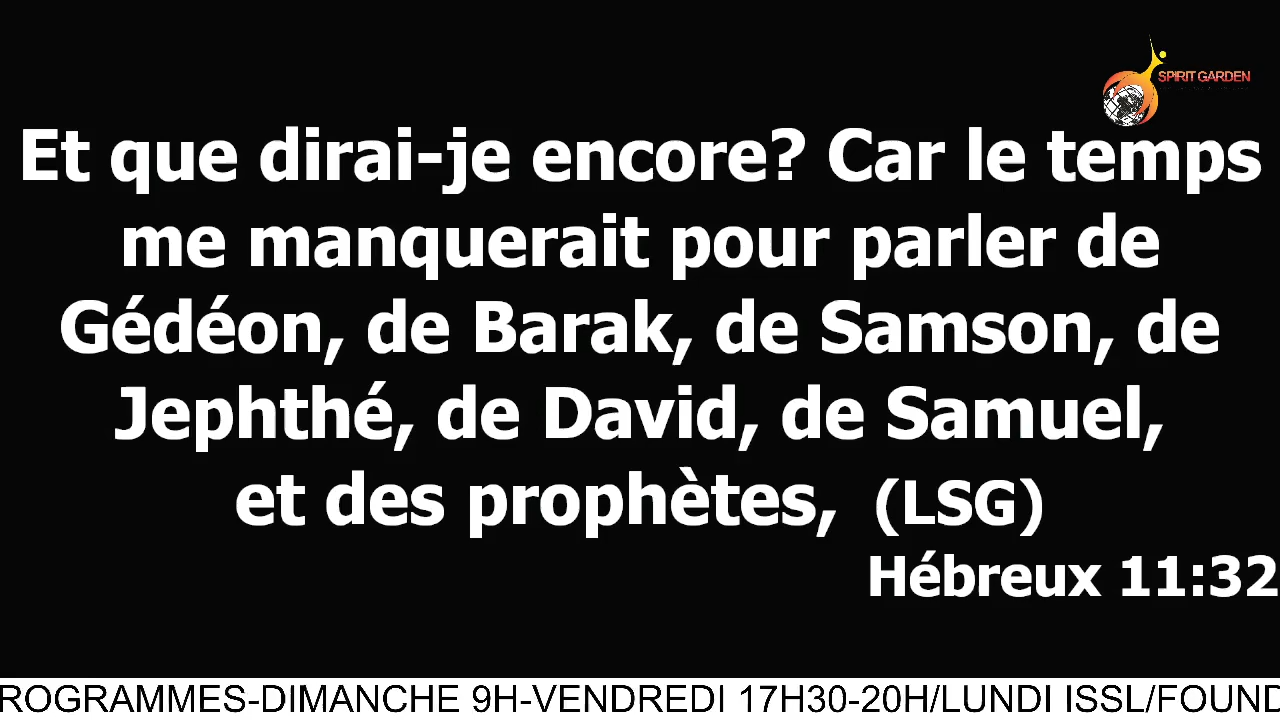 SPIRIT GARDEN
Et que dirai-je encore? Car le temps
me manquerait pour parler de
Gédéon, de Barak, de Samson, de
Jephthé, de David, de Samuel,
et des prophètes, (LSG)
Hébreux 11:32
ROGRAMMES-DIMANCHE 9H-VENDREDI 17H30-20H/LUNDI ISSL/FOUND